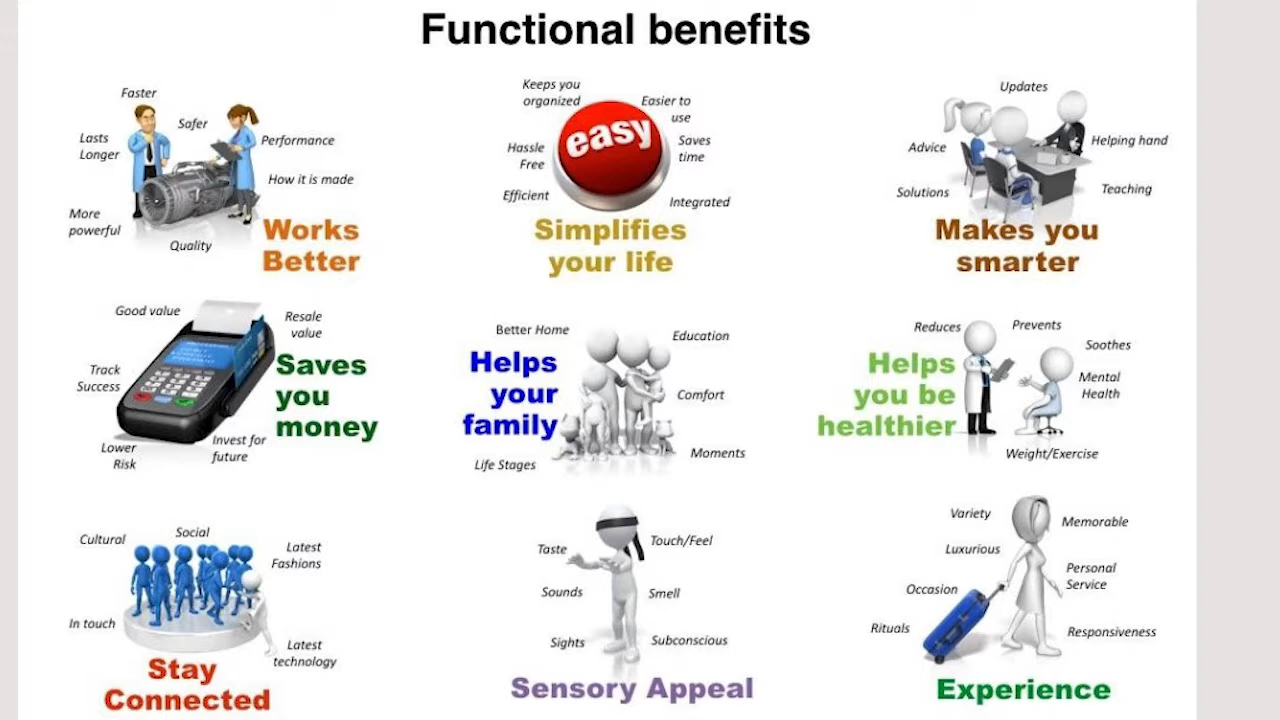 Functional benefits
Faster
Safer
Lasts
Longer
Performance
How it is made
More
powerful
Quality
Works
Better
Keeps you
organized
Easier to
use
easy
Hassle
Free
Saves
time
Efficient
Integrated
Simplifies
your life
Updates
Advice
Helping hand
Solutions
Teaching
Makes you
smarter
Good value
Resale
value
Track
Success
Lower
Risk
Invest for
future
Saves
you
money
Better Home
Education
Comfort
Life Stages
Moments
Helps
your
family
Reduces
Prevents
Soothes
Mental
Health
Weight/Exercise
Helps
you be
healthier
Cultural
Social
Latest
Fashions
In touch
Latest
technology
Stay
Connected
Taste
Touch/Feel
Sounds
Smell
Sights
Subconscious
Sensory Appeal
Variety
Memorable
Luxurious
Personal
Service
Occasion
Rituals
Responsiveness
Experience